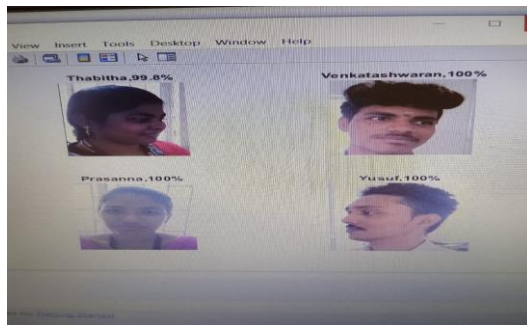 View Insert Tools Desktop Window Help
Thabitha,99.8%
Venkatashwaran,100%
Prasanna,100%
Yusuf,100%